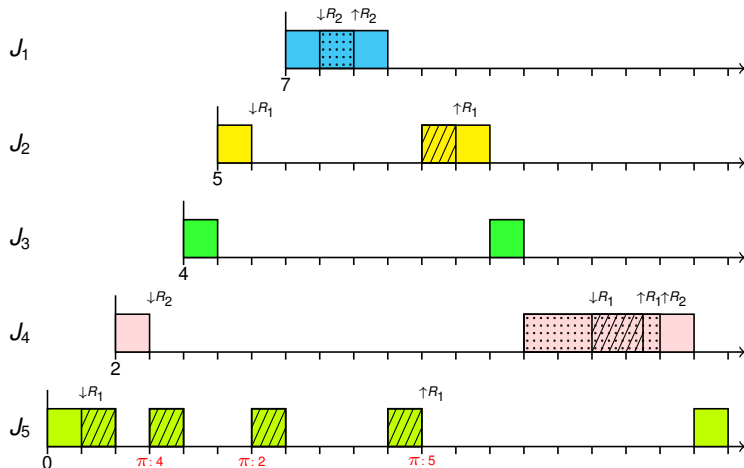 ↓R₂ ↑R₂
J₁
7
↓R₁ ↑R₁
J₂
5
J₃
4
↓R₂ ↓R₁ ↑R₁↑R₂
J₄
2
↓R₁ ↑R₁
J₅
0 π: 4 π: 2 π: 5